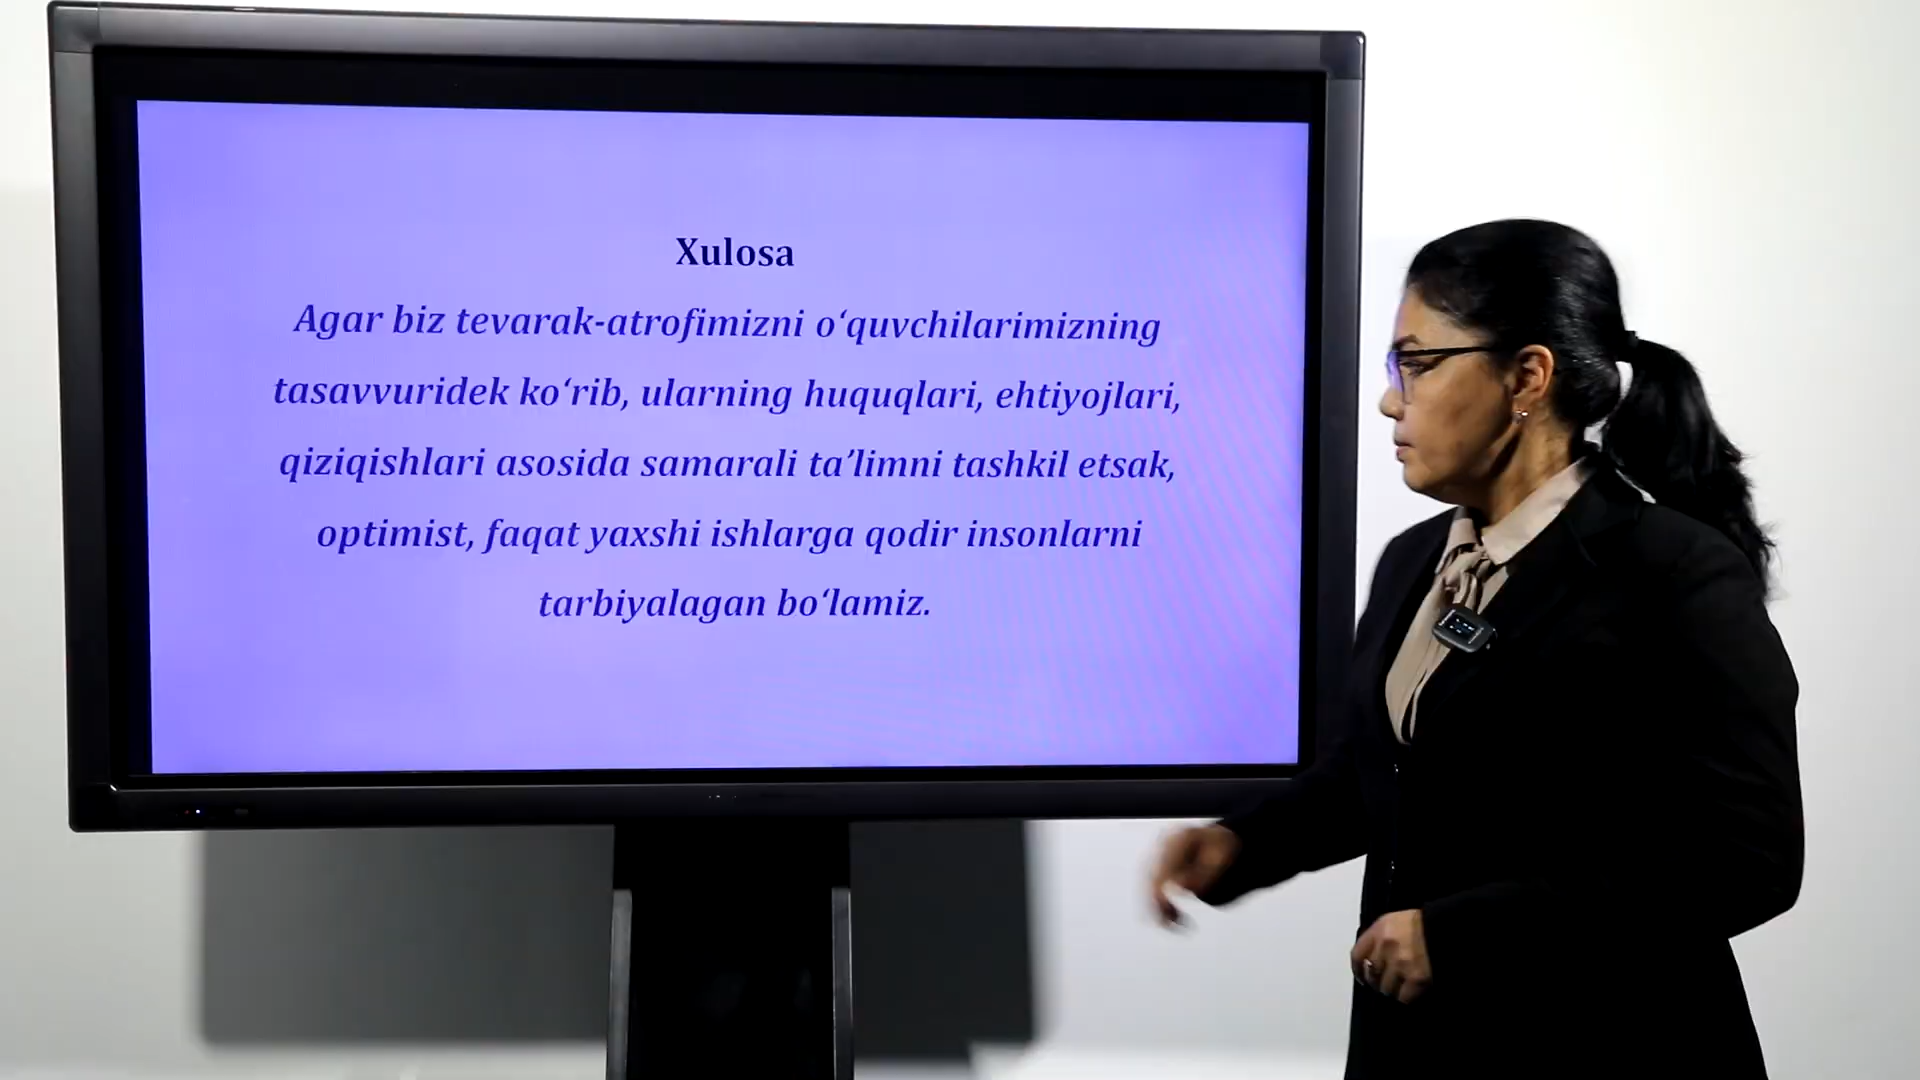 Xulosa
Agar biz tevarak-atrofimizni o‘quvchilarimizning
tasavvuridek ko‘rib, ularning huquqlari, ehtiyojlari,
qiziqishlari asosida samarali ta’limni tashkil etsak,
optimist, faqat yaxshi ishlarga qodir insonlarni
tarbiyalagan bo‘lamiz.